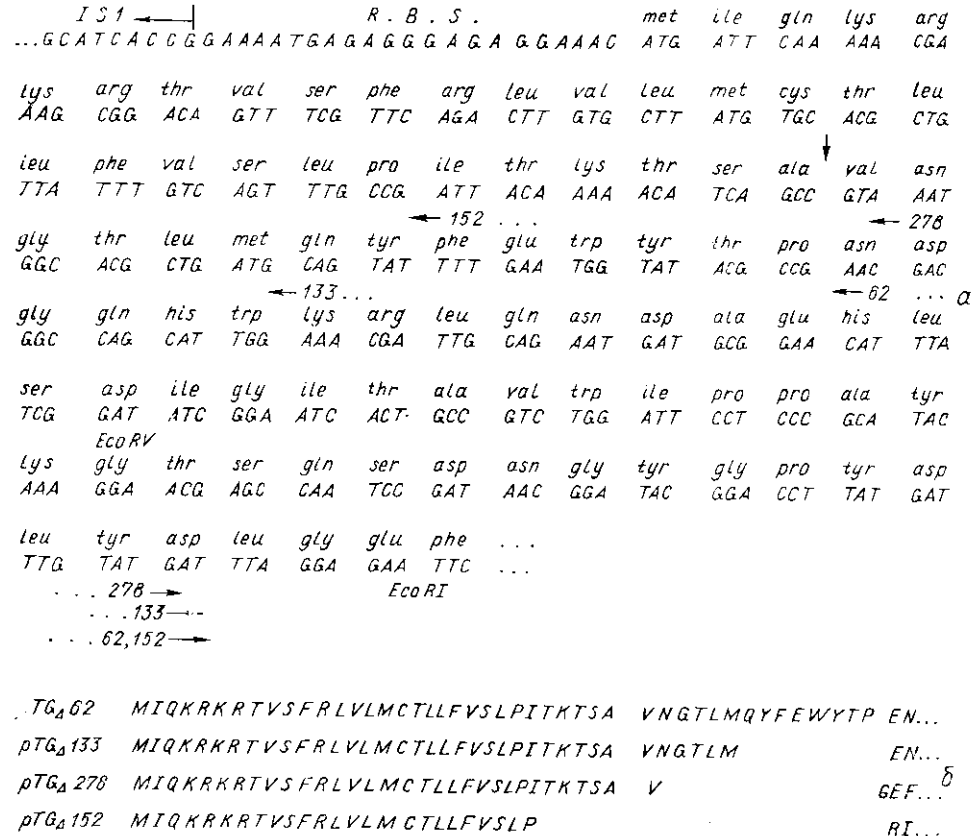 IS1 ← R.B.S. met ile gln lys arg
...GCATCACCGGAAAATGAGAGGGAGAGGAAAC ATG ATT CAA AAA CGA
lys arg thr val ser phe arg leu val leu met cys thr leu
AAG CGG ACA GTT TCG TTC AGA CTT GTG CTT ATG TGC ACG CTG
ieu phe val ser leu pro ile thr lys thr ser ala ↓ val asn
TTA TTT GTC AGT TTG CCG ATT ACA AAA ACA TCA GCC GTA AAT
← 152 ... ← 278
gly thr leu met gln tyr phe glu trp tyr thr pro asn asp
GGC ACG CTG ATG CAG TAT TTT GAA TGG TAT ACG CCG AAC GAC
← 133 ... ← 62 ... a
gly gln his trp lys arg leu gln asn asp ala glu his leu
GGC CAG CAT TGG AAA CGA TTG CAG AAT GAT GCG GAA CAT TTA
ser asp ile gly ile thr ala val trp ile pro pro ala tyr
TCG GAT ATC GGA ATC ACT GCC GTC TGG ATT CCT CCC GCA TAC
EcoRV
lys gly thr ser gln ser asp asn gly tyr gly pro tyr asp
AAA GGA ACG AGC CAA TCC GAT AAC GGA TAC GGA CCT TAT GAT
leu tyr asp leu gly glu phe ...
TTG TAT GAT TTA GGA GAA TTC ...
... 278 → EcoRI
... 133 →
... 62,152 →
TGΔ62 MIQKRKRTVSFRLVLMCTLLFVSLPITKTSA VNGTLMQYFEWYTP EN...
pTGΔ133 MIQKRKRTVSFRLVLMCTLLFVSLPITKTSA VNGTLM EN...
pTGΔ278 MIQKRKRTVSFRLVLMCTLLFVSLPITKTSA V GEF... δ
pTGΔ152 MIQKRKRTVSFRLVLMCTLLFVSLP RI...